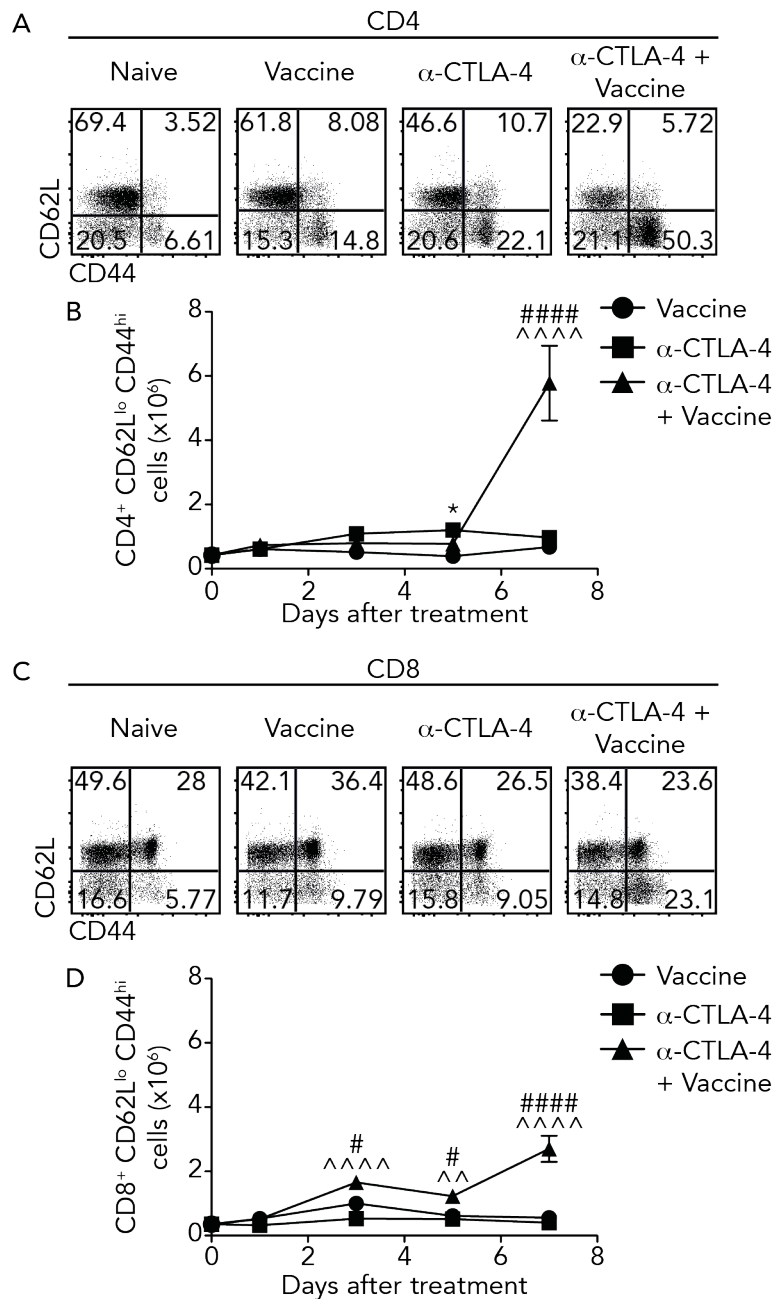 A
CD4
Naive
Vaccine
α-CTLA-4
α-CTLA-4 +
Vaccine
69.4 3.52
61.8 8.08
46.6 10.7
22.9 5.72
20.5 6.61
15.3 14.8
20.6 22.1
21.1 50.3
CD62L
CD44
B
CD4⁺ CD62Lˡᵒ CD44ʰⁱ
cells (x10⁶)
8
6
4
2
0
####
^^^^
*
0 2 4 6 8
Days after treatment
Vaccine
α-CTLA-4
α-CTLA-4
+ Vaccine
C
CD8
Naive
Vaccine
α-CTLA-4
α-CTLA-4 +
Vaccine
49.6 28
42.1 36.4
48.6 26.5
38.4 23.6
16.6 5.77
11.7 9.79
15.8 9.05
14.8 23.1
CD62L
CD44
D
CD8⁺ CD62Lˡᵒ CD44ʰⁱ
cells (x10⁶)
8
6
4
2
0
#
^^^^
#
^^
####
^^^^
0 2 4 6 8
Days after treatment
Vaccine
α-CTLA-4
α-CTLA-4
+ Vaccine